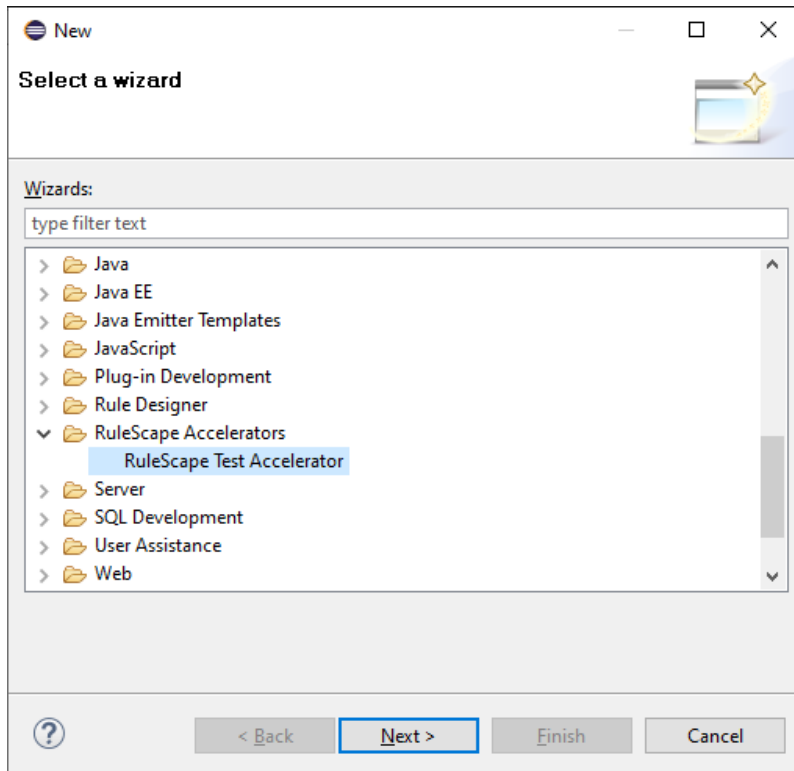 New
Select a wizard
Wizards:
type filter text
Java
Java EE
Java Emitter Templates
JavaScript
Plug-in Development
Rule Designer
RuleScape Accelerators
RuleScape Test Accelerator
Server
SQL Development
User Assistance
Web
? < Back Next > Finish Cancel